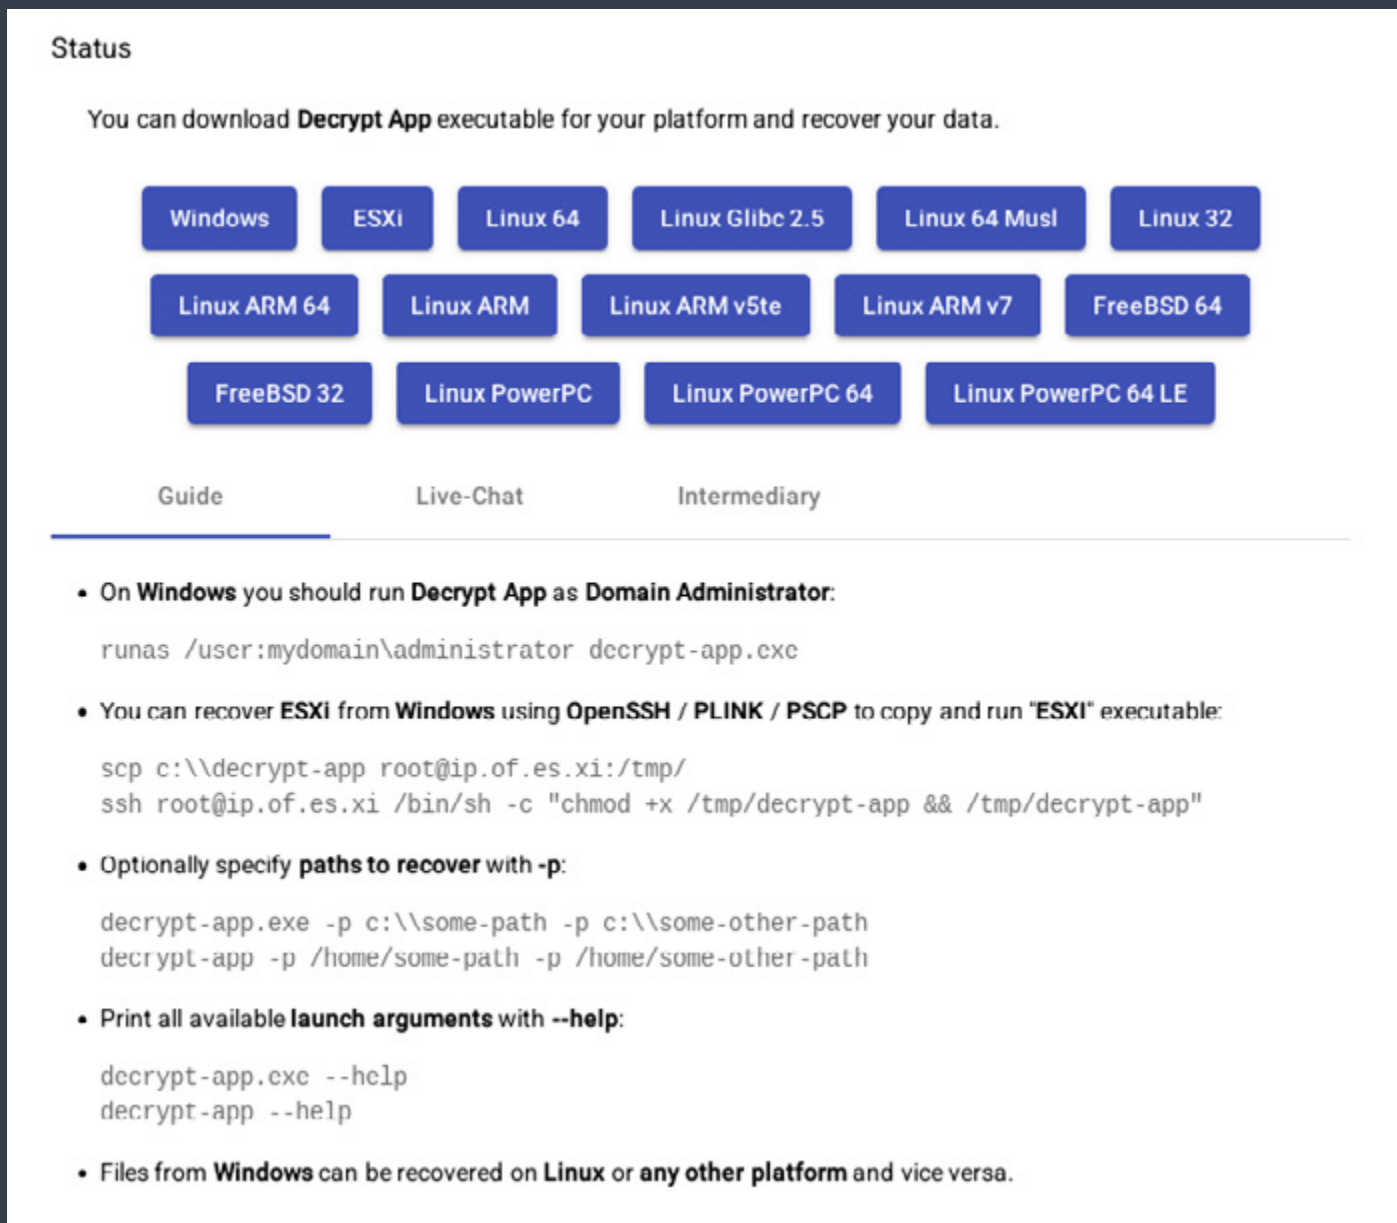 Status
You can download Decrypt App executable for your platform and recover your data.
Windows ESXi Linux 64 Linux Glibc 2.5 Linux 64 Musl Linux 32
Linux ARM 64 Linux ARM Linux ARM v5te Linux ARM v7 FreeBSD 64
FreeBSD 32 Linux PowerPC Linux PowerPC 64 Linux PowerPC 64 LE
Guide Live-Chat Intermediary
• On Windows you should run Decrypt App as Domain Administrator:
runas /user:mydomain\administrator decrypt-app.exe
• You can recover ESXi from Windows using OpenSSH / PLINK / PSCP to copy and run "ESXI" executable:
scp c:\\decrypt-app root@ip.of.es.xi:/tmp/
ssh root@ip.of.es.xi /bin/sh -c "chmod +x /tmp/decrypt-app && /tmp/decrypt-app"
• Optionally specify paths to recover with -p:
decrypt-app.exe -p c:\\some-path -p c:\\some-other-path
decrypt-app -p /home/some-path -p /home/some-other-path
• Print all available launch arguments with --help:
decrypt-app.exe --help
decrypt-app --help
• Files from Windows can be recovered on Linux or any other platform and vice versa.